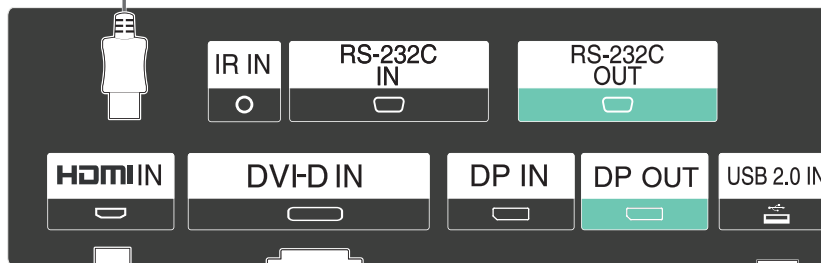 IR IN
RS-232C
IN
RS-232C
OUT
HDMI IN
DVI-D IN
DP IN
DP OUT
USB 2.0 IN